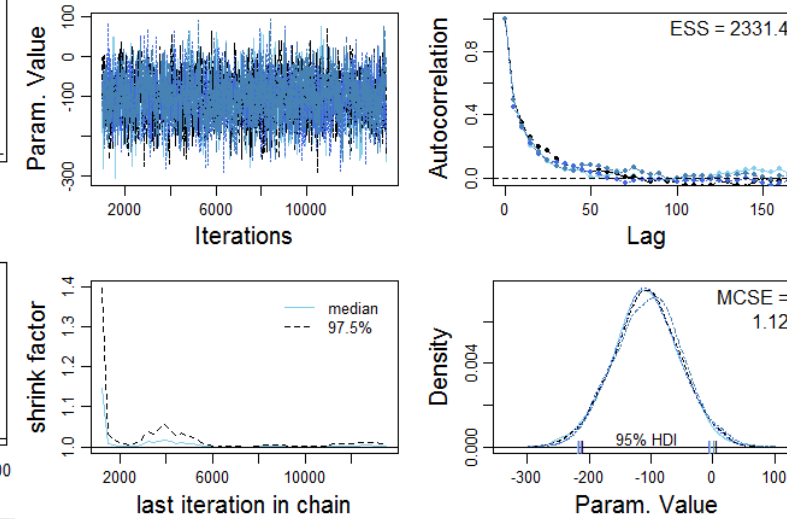 Param. Value
100
0
-100
-300
2000
6000
10000
Iterations
Autocorrelation
0.8
0.4
0.0
ESS = 2331.4
0
50
100
150
Lag
shrink factor
1.4
1.3
1.2
1.1
1.0
median
97.5%
2000
6000
10000
last iteration in chain
Density
0.004
0.000
MCSE =
1.12
95% HDI
-300
-200
-100
0
100
Param. Value
00